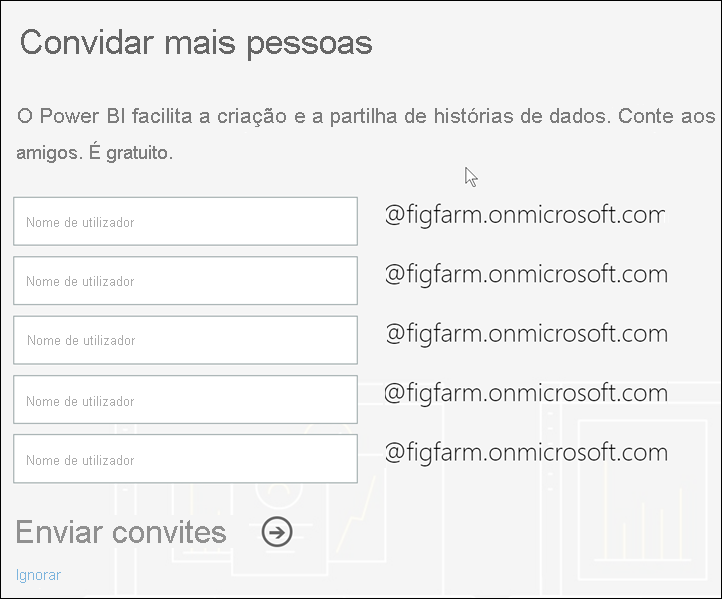 Convidar mais pessoas
O Power BI facilita a criação e a partilha de histórias de dados. Conte aos
amigos. É gratuito.
Nome de utilizador @figfarm.onmicrosoft.com
Nome de utilizador @figfarm.onmicrosoft.com
Nome de utilizador @figfarm.onmicrosoft.com
Nome de utilizador @figfarm.onmicrosoft.com
Nome de utilizador @figfarm.onmicrosoft.com
Enviar convites
Ignorar